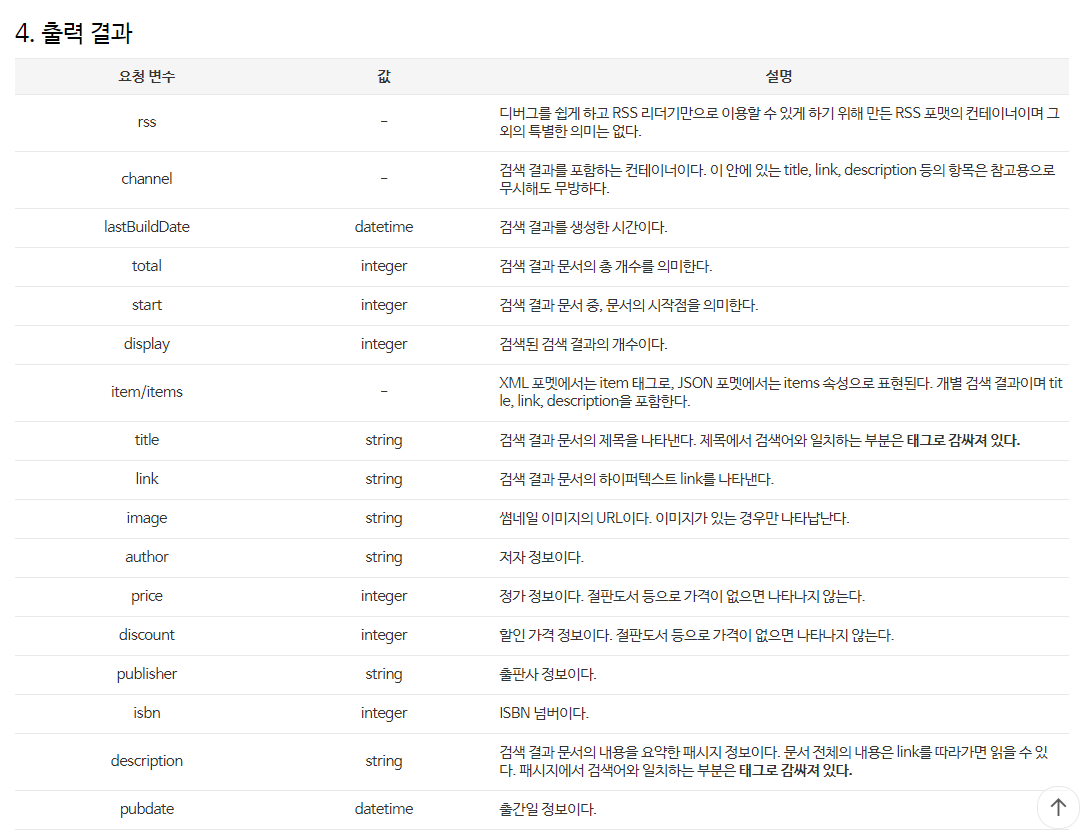 4. 출력 결과
요청 변수 값 설명
rss - 디버그를 쉽게 하고 RSS 리더기만으로 이용할 수 있게 하기 위해 만든 RSS 포맷의 컨테이너이며 그
외의 특별한 의미는 없다.
channel - 검색 결과를 포함하는 컨테이너이다. 이 안에 있는 title, link, description 등의 항목은 참고용으로
무시해도 무방하다.
lastBuildDate datetime 검색 결과를 생성한 시간이다.
total integer 검색 결과 문서의 총 개수를 의미한다.
start integer 검색 결과 문서 중, 문서의 시작점을 의미한다.
display integer 검색된 검색 결과의 개수이다.
item/items - XML 포멧에서는 item 태그로, JSON 포멧에서는 items 속성으로 표현된다. 개별 검색 결과이며 tit
le, link, description을 포함한다.
title string 검색 결과 문서의 제목을 나타낸다. 제목에서 검색어와 일치하는 부분은 태그로 감싸져 있다.
link string 검색 결과 문서의 하이퍼텍스트 link를 나타낸다.
image string 썸네일 이미지의 URL이다. 이미지가 있는 경우만 나타납난다.
author string 저자 정보이다.
price integer 정가 정보이다. 절판도서 등으로 가격이 없으면 나타나지 않는다.
discount integer 할인 가격 정보이다. 절판도서 등으로 가격이 없으면 나타나지 않는다.
publisher string 출판사 정보이다.
isbn integer ISBN 넘버이다.
description string 검색 결과 문서의 내용을 요약한 패시지 정보이다. 문서 전체의 내용은 link를 따라가면 읽을 수 있
다. 패시지에서 검색어와 일치하는 부분은 태그로 감싸져 있다.
pubdate datetime 출간일 정보이다.